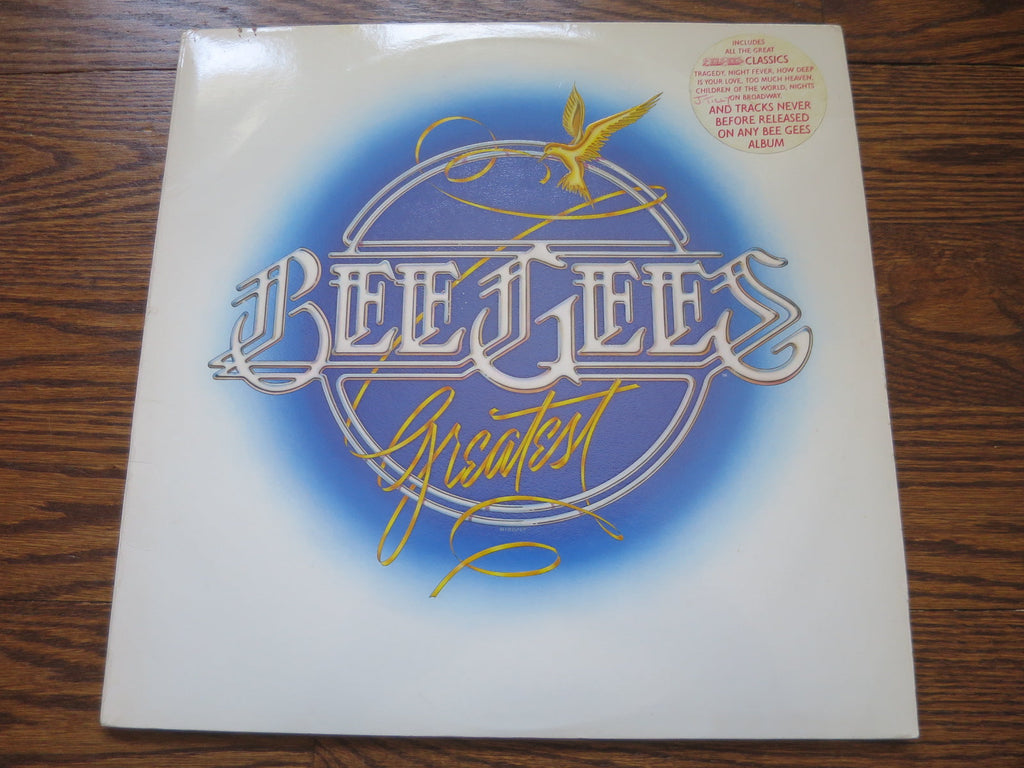 INCLUDES
ALL THE GREAT
CLASSICS
TRAGEDY, NIGHT FEVER, HOW DEEP
IS YOUR LOVE, TOO MUCH HEAVEN,
CHILDREN OF THE WORLD, NIGHTS
ON BROADWAY.
AND TRACKS NEVER
BEFORE RELEASED
ON ANY BEE GEES
ALBUM
BEE GEES
TM
Greatest